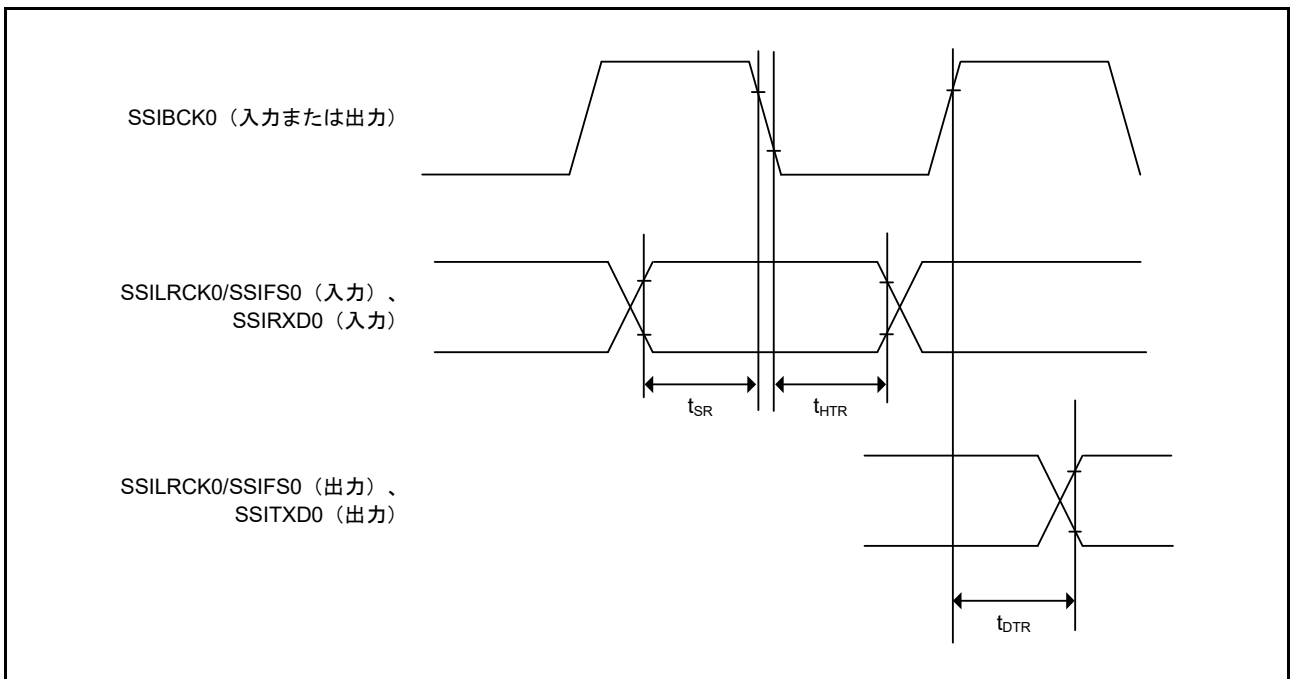 SSIBCK0（入力または出力）
SSILRCK0/SSIFS0（入力）、
SSIRXD0（入力）
tSR
tHTR
SSILRCK0/SSIFS0（出力）、
SSITXD0（出力）
tDTR